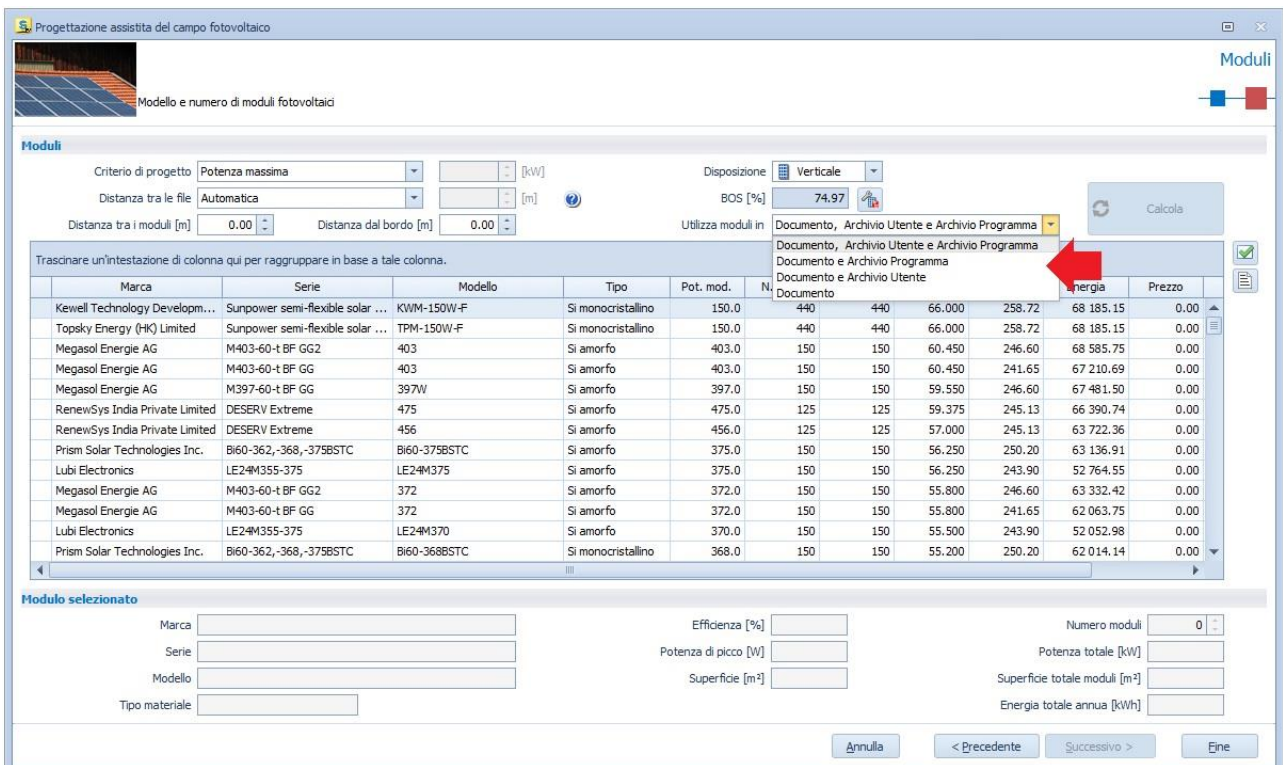 Progettazione assistita del campo fotovoltaico
Moduli
Modello e numero di moduli fotovoltaici
Moduli
Criterio di progetto Potenza massima [kW] Disposizione Verticale
Distanza tra le file Automatica [m] BOS [%] 74.97
Distanza tra i moduli [m] 0.00 Distanza dal bordo [m] 0.00 Utilizza moduli in Documento, Archivio Utente e Archivio Programma Calcola
Documento, Archivio Utente e Archivio Programma
Documento e Archivio Programma
Documento e Archivio Utente
Documento
Trascinare un'intestazione di colonna qui per raggruppare in base a tale colonna.
Marca Serie Modello Tipo Pot. mod. N. Energia Prezzo
Kewell Technology Developm... Sunpower semi-flexible solar ... KWM-150W-F Si monocristallino 150.0 440 440 66.000 258.72 68 185.15 0.00
Topsky Energy (HK) Limited Sunpower semi-flexible solar ... TPM-150W-F Si monocristallino 150.0 440 440 66.000 258.72 68 185.15 0.00
Megasol Energie AG M403-60-t BF GG2 403 Si amorfo 403.0 150 150 60.450 246.60 68 585.75 0.00
Megasol Energie AG M403-60-t BF GG 403 Si amorfo 403.0 150 150 60.450 241.65 67 210.69 0.00
Megasol Energie AG M397-60-t BF GG 397W Si amorfo 397.0 150 150 59.550 246.60 67 481.50 0.00
RenewSys India Private Limited DESERV Extreme 475 Si amorfo 475.0 125 125 59.375 245.13 66 390.74 0.00
RenewSys India Private Limited DESERV Extreme 456 Si amorfo 456.0 125 125 57.000 245.13 63 722.36 0.00
Prism Solar Technologies Inc. Bi60-362,-368,-375BSTC Bi60-375BSTC Si amorfo 375.0 150 150 56.250 250.20 63 136.91 0.00
Lubi Electronics LE24M355-375 LE24M375 Si amorfo 375.0 150 150 56.250 243.90 52 764.55 0.00
Megasol Energie AG M403-60-t BF GG2 372 Si amorfo 372.0 150 150 55.800 246.60 63 332.42 0.00
Megasol Energie AG M403-60-t BF GG 372 Si amorfo 372.0 150 150 55.800 241.65 62 063.75 0.00
Lubi Electronics LE24M355-375 LE24M370 Si amorfo 370.0 150 150 55.500 243.90 52 052.98 0.00
Prism Solar Technologies Inc. Bi60-362,-368,-375BSTC Bi60-368BSTC Si monocristallino 368.0 150 150 55.200 250.20 62 014.14 0.00
Modulo selezionato
Marca Efficienza [%] Numero moduli 0
Serie Potenza di picco [W] Potenza totale [kW]
Modello Superficie [m²] Superficie totale moduli [m²]
Tipo materiale Energia totale annua [kWh]
Annulla < Precedente Successivo > Fine